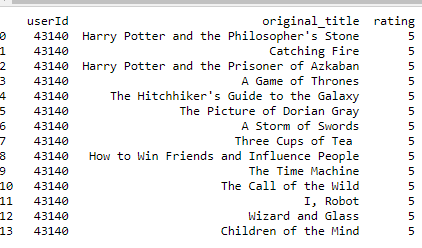 userId original_title rating
0 43140 Harry Potter and the Philosopher's Stone 5
1 43140 Catching Fire 5
2 43140 Harry Potter and the Prisoner of Azkaban 5
3 43140 A Game of Thrones 5
4 43140 The Hitchhiker's Guide to the Galaxy 5
5 43140 The Picture of Dorian Gray 5
6 43140 A Storm of Swords 5
7 43140 Three Cups of Tea 5
8 43140 How to Win Friends and Influence People 5
9 43140 The Time Machine 5
10 43140 The Call of the Wild 5
11 43140 I, Robot 5
12 43140 Wizard and Glass 5
13 43140 Children of the Mind 5